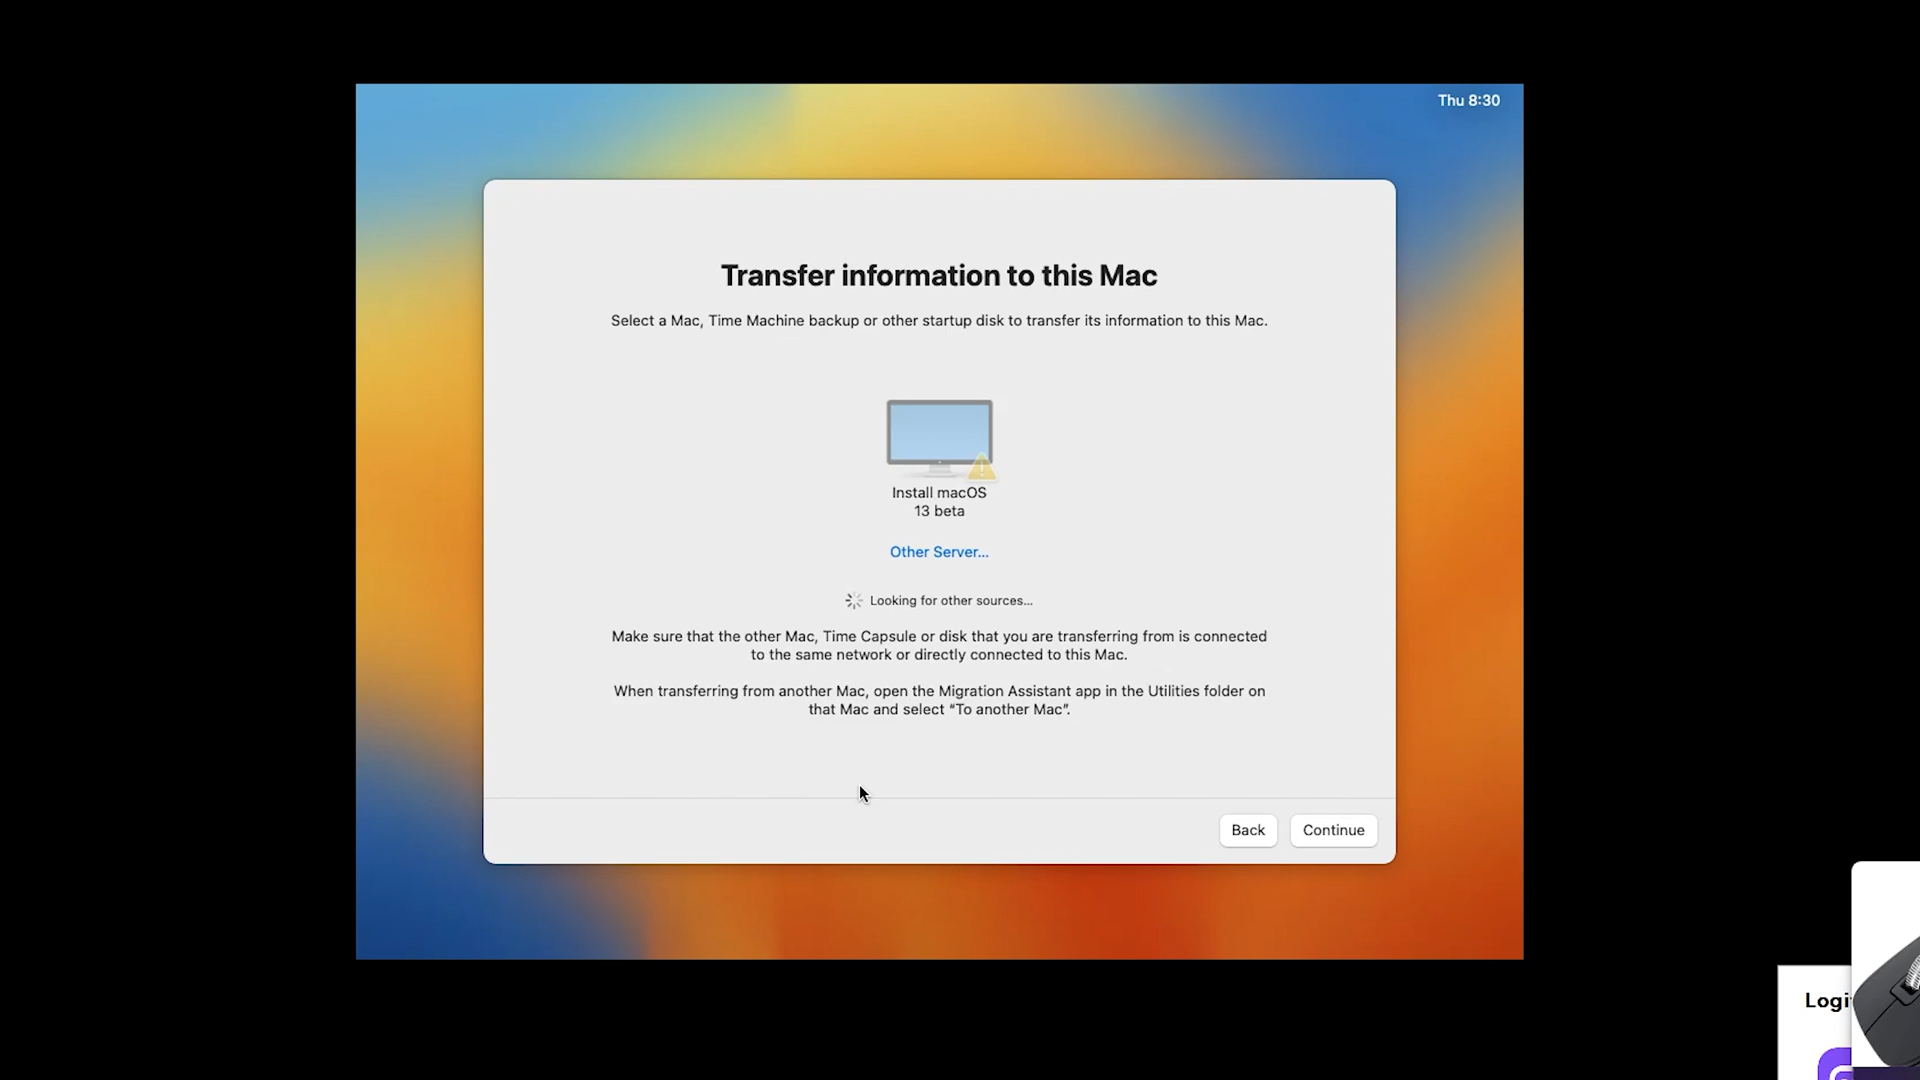 Thu 8:30
Transfer information to this Mac
Select a Mac, Time Machine backup or other startup disk to transfer its information to this Mac.
Install macOS
13 beta
Other Server...
Looking for other sources...
Make sure that the other Mac, Time Capsule or disk that you are transferring from is connected
to the same network or directly connected to this Mac.
When transferring from another Mac, open the Migration Assistant app in the Utilities folder on
that Mac and select “To another Mac”.
Back
Continue
Logi